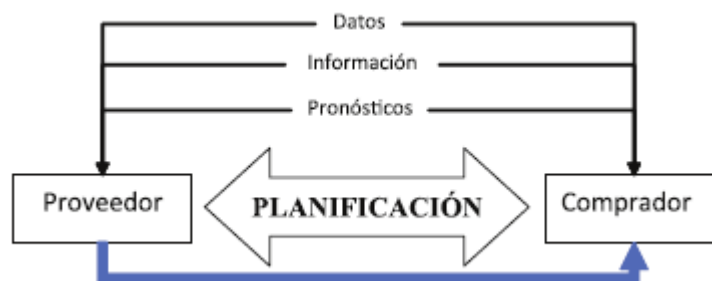 Datos
Información
Pronósticos
Proveedor
PLANIFICACIÓN
Comprador